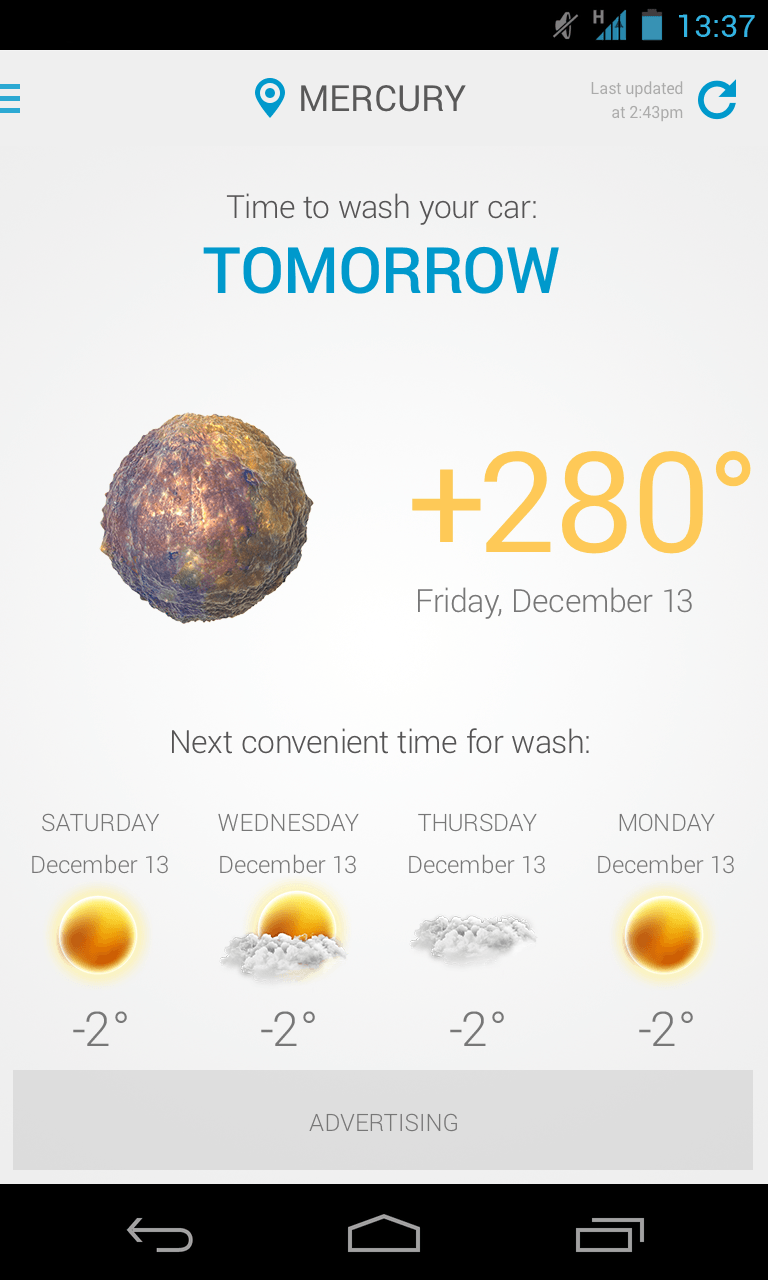 H
13:37
MERCURY
Last updated
at 2:43pm
Time to wash your car:
TOMORROW
+280°
Friday, December 13
Next convenient time for wash:
SATURDAY WEDNESDAY THURSDAY MONDAY
December 13 December 13 December 13 December 13
-2° -2° -2° -2°
ADVERTISING